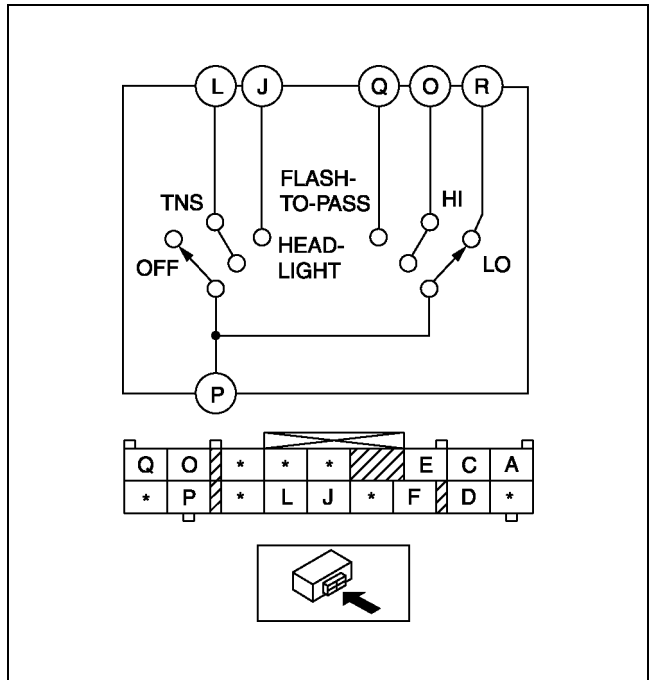 L J Q O R
FLASH-
TO-PASS
TNS
HI
HEAD-
LIGHT
OFF
LO
P
Q O * * * E C A
* P * L J * F D *